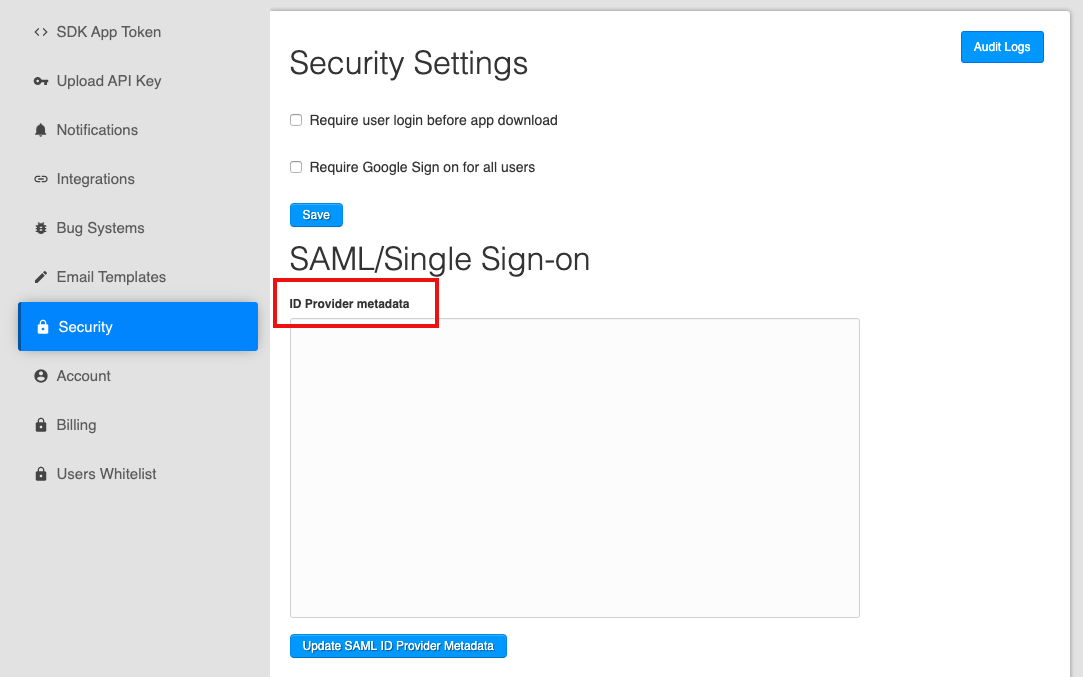 SDK App Token
Upload API Key
Notifications
Integrations
Bug Systems
Email Templates
Security
Account
Billing
Users Whitelist
Audit Logs
Security Settings
Require user login before app download
Require Google Sign on for all users
Save
SAML/Single Sign-on
ID Provider metadata
Update SAML ID Provider Metadata